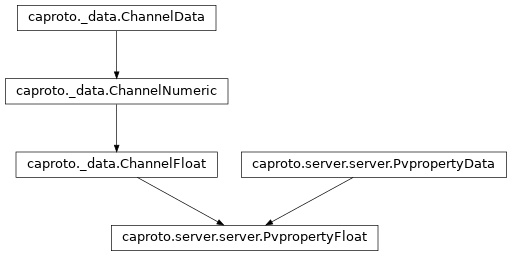 caproto._data.ChannelData
caproto._data.ChannelNumeric
caproto._data.ChannelFloat
caproto.server.server.PvpropertyData
caproto.server.server.PvpropertyFloat